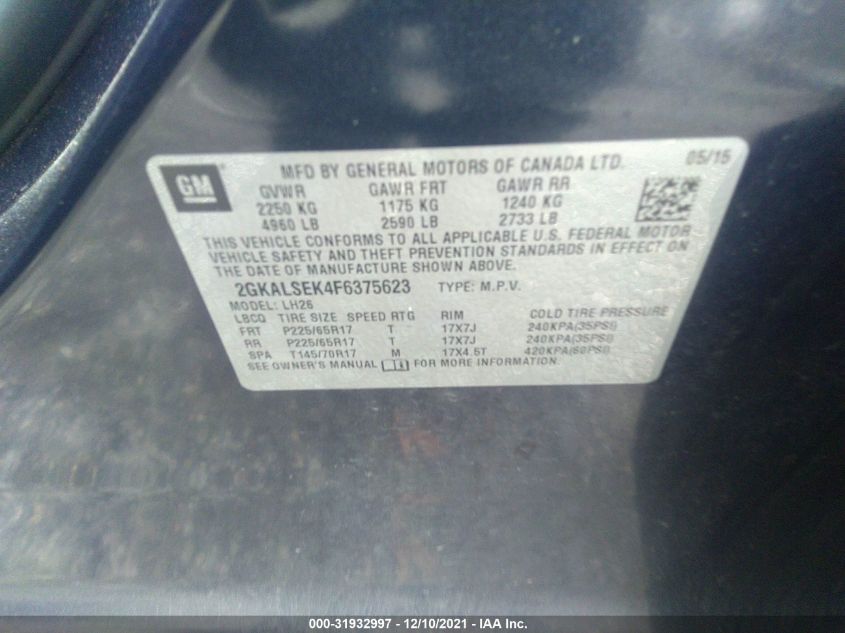 MFD BY GENERAL MOTORS OF CANADA LTD. 05/15
GM
GVWR GAWR FRT GAWR RR
2250 KG 1175 KG 1240 KG
4960 LB 2590 LB 2733 LB
THIS VEHICLE CONFORMS TO ALL APPLICABLE U.S. FEDERAL MOTOR
VEHICLE SAFETY AND THEFT PREVENTION STANDARDS IN EFFECT ON
THE DATE OF MANUFACTURE SHOWN ABOVE.
2GKALSEK4F6375623 TYPE: M.P.V.
MODEL: LH26
LBCQ TIRE SIZE SPEED RTG RIM COLD TIRE PRESSURE
FRT P225/65R17 T 17X7J 240KPA(35PSI)
RR P225/65R17 T 17X7J 240KPA(35PSI)
SPA T145/70R17 M 17X4.5T 420KPA(60PSI)
SEE OWNER'S MANUAL FOR MORE INFORMATION.
000-31932997 - 12/10/2021 - IAA Inc.